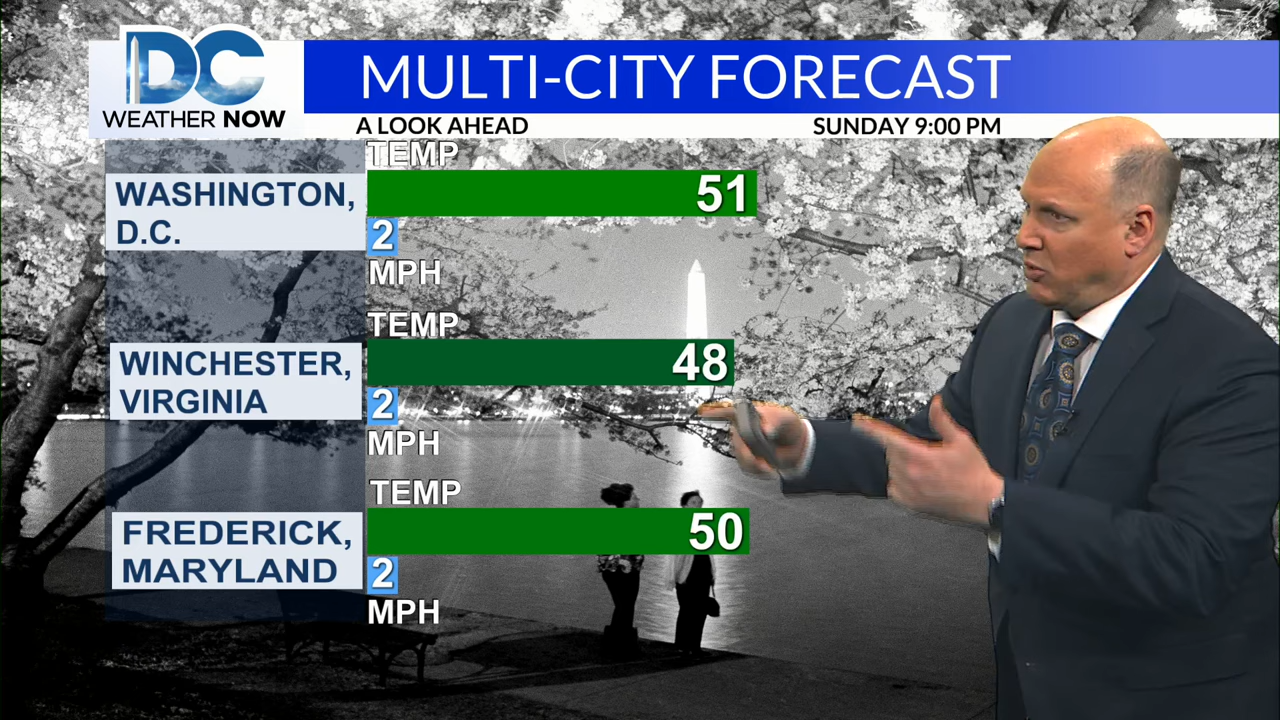 DC
WEATHER NOW
MULTI-CITY FORECAST
A LOOK AHEAD
SUNDAY 9:00 PM
TEMP
WASHINGTON,
D.C.
51
2
MPH
TEMP
WINCHESTER,
VIRGINIA
48
2
MPH
TEMP
FREDERICK,
MARYLAND
50
2
MPH